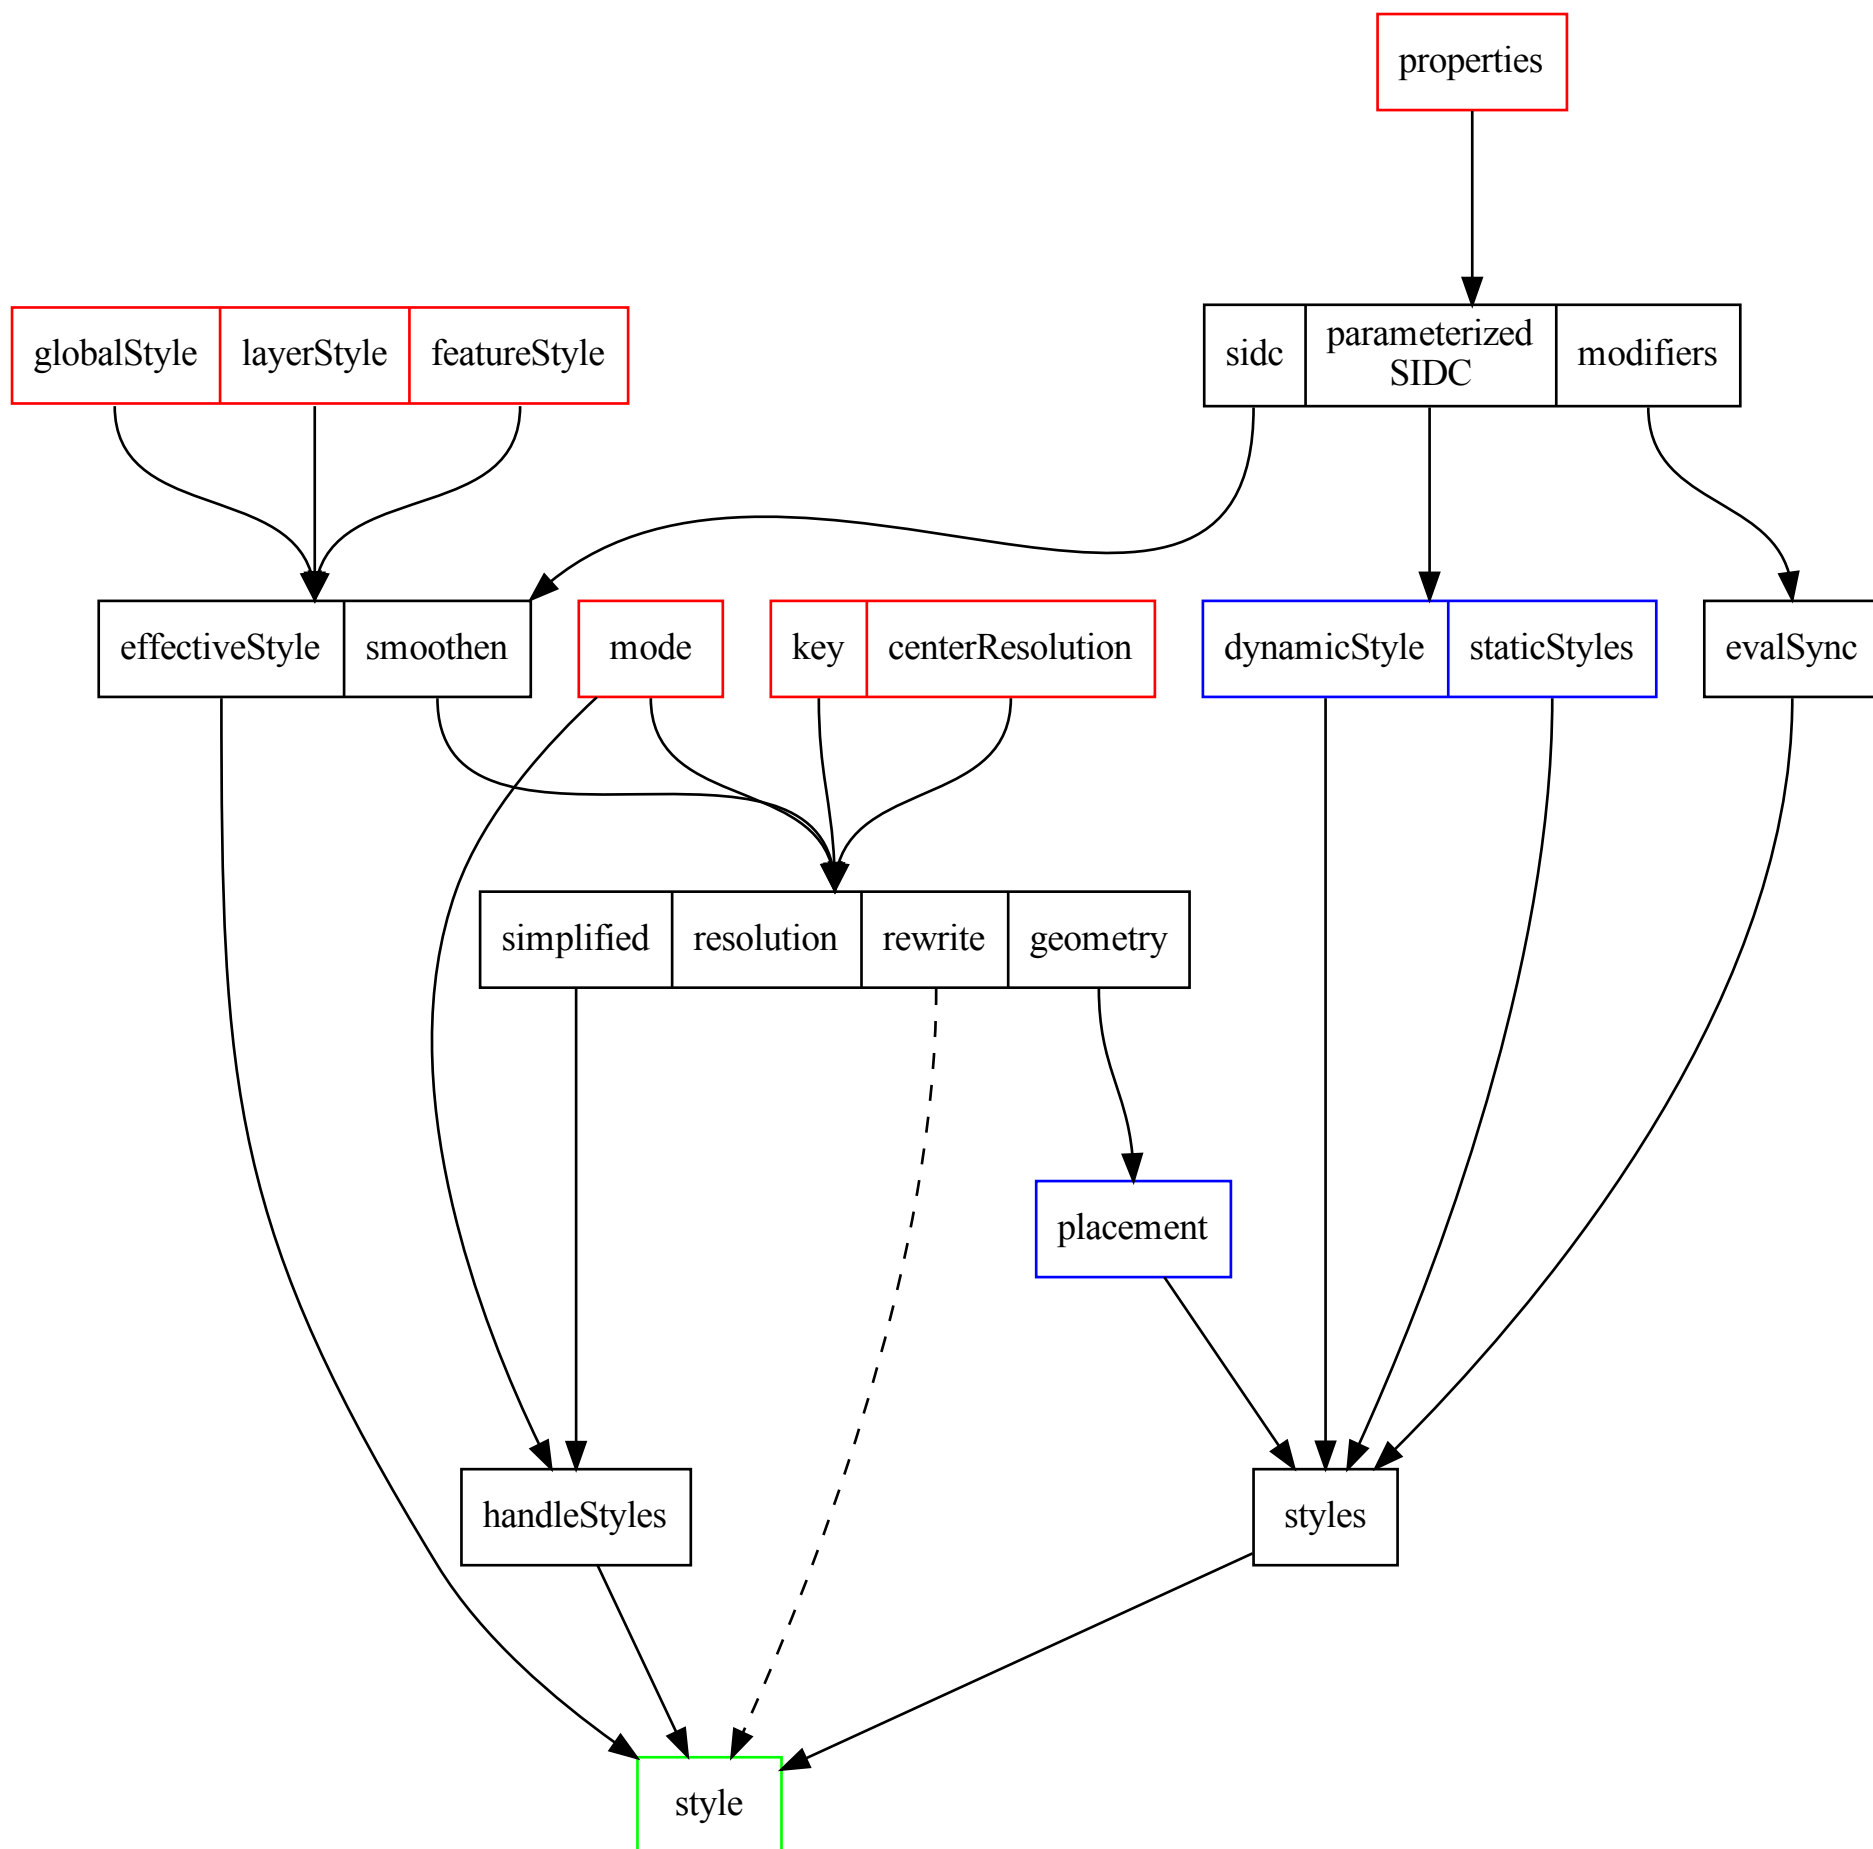 properties
globalStyle
layerStyle
featureStyle
sidc
parameterized
SIDC
modifiers
effectiveStyle
smoothen
mode
key
centerResolution
dynamicStyle
staticStyles
evalSync
simplified
resolution
rewrite
geometry
placement
handleStyles
styles
style